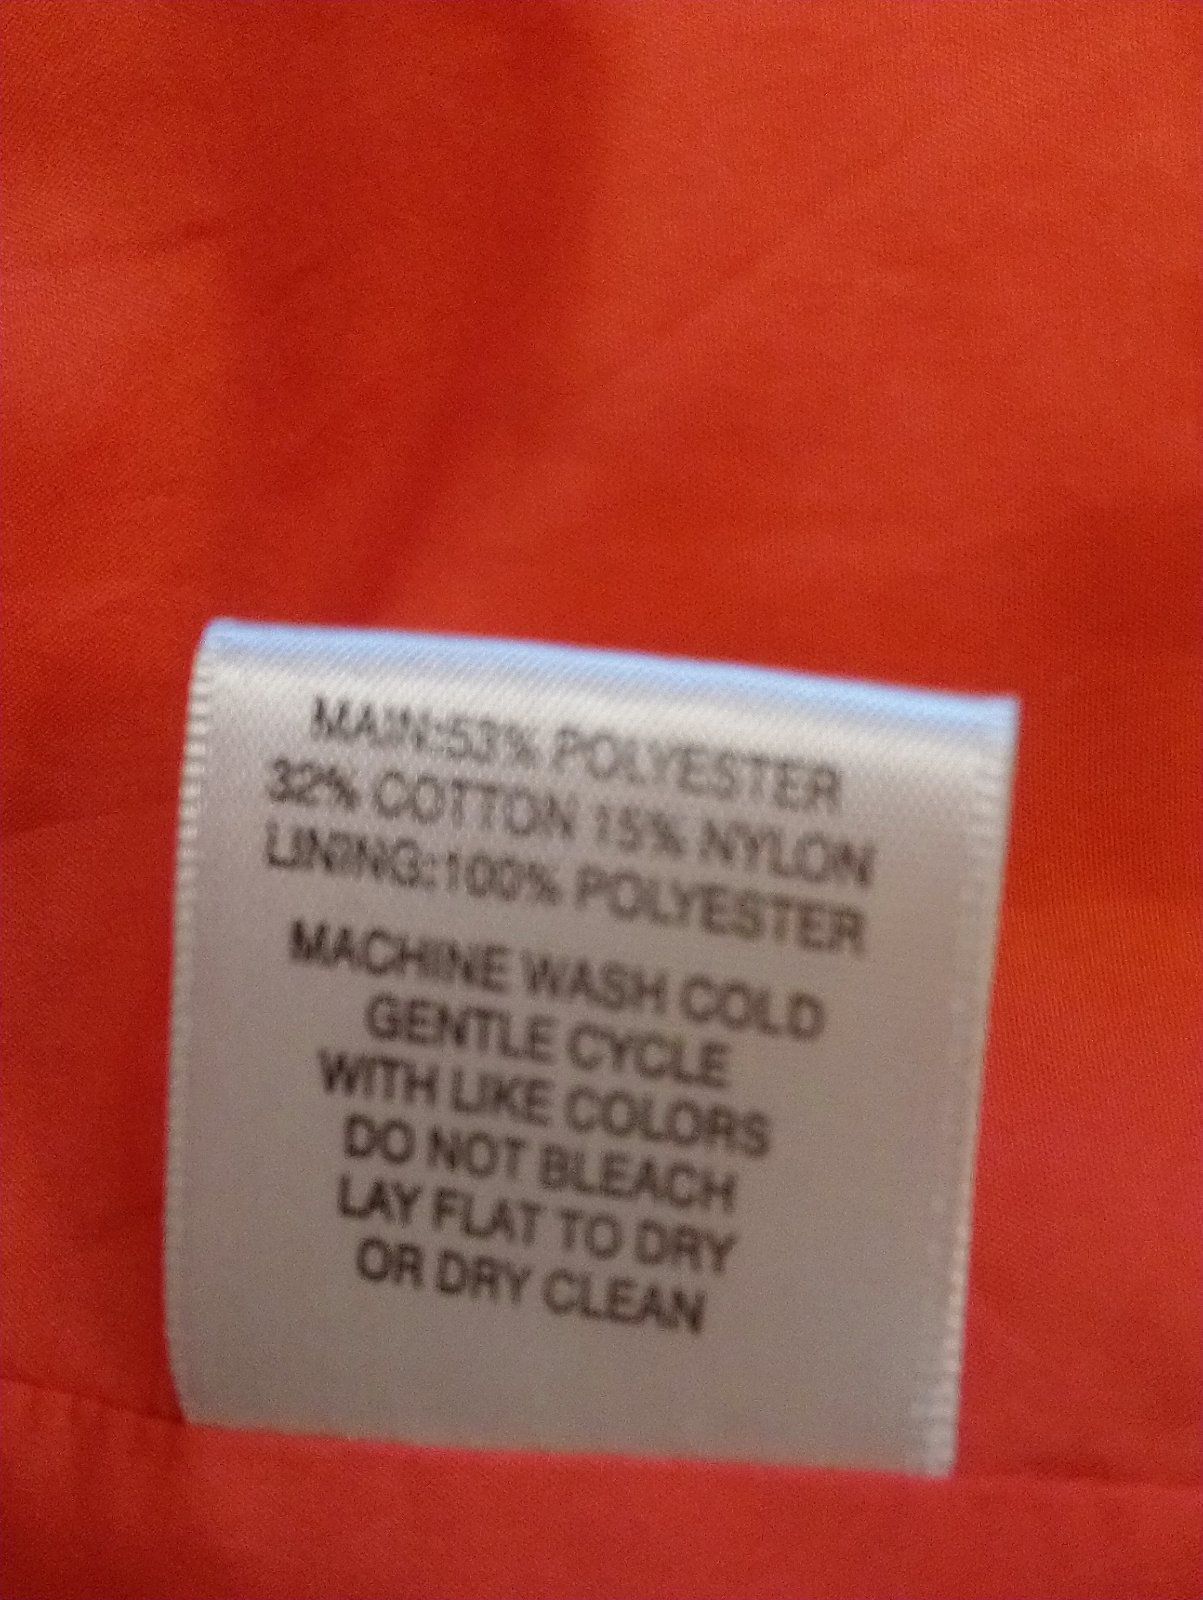 MAIN:53% POLYESTER
32% COTTON 15% NYLON
LINING:100% POLYESTER
MACHINE WASH COLD
GENTLE CYCLE
WITH LIKE COLORS
DO NOT BLEACH
LAY FLAT TO DRY
OR DRY CLEAN